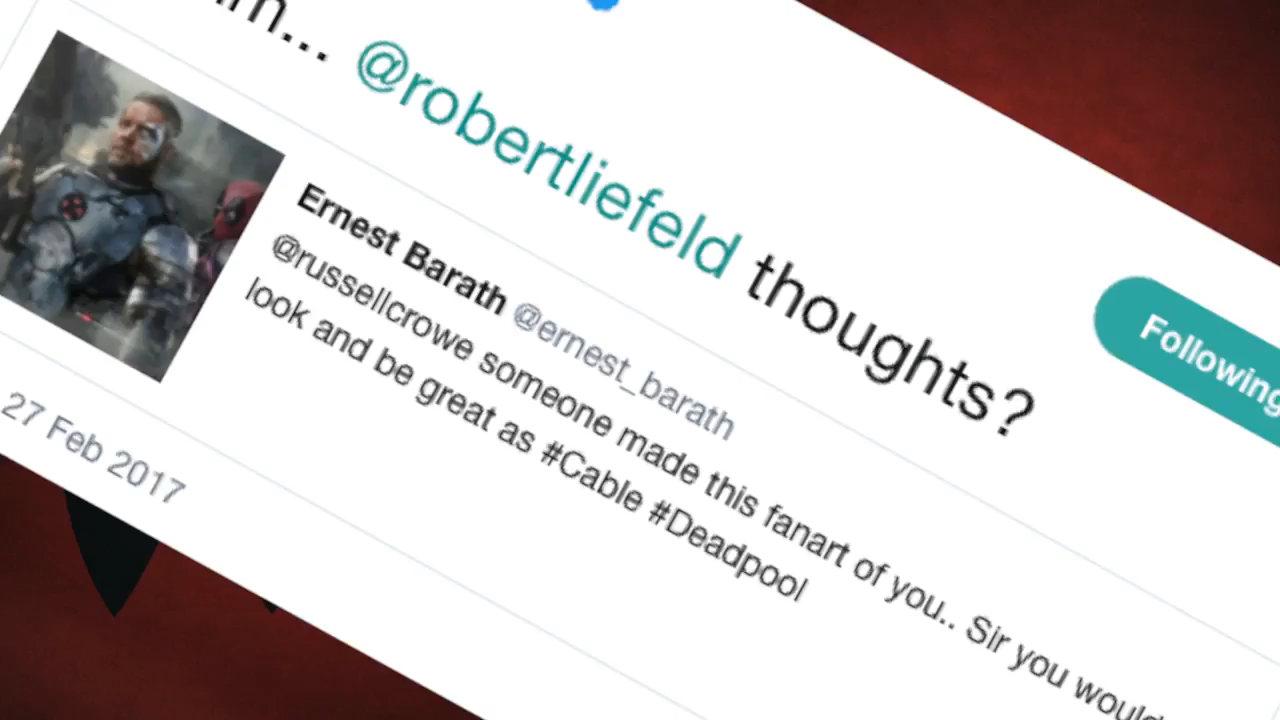 @robertliefeld thoughts?
Following
Ernest Barath @ernest_barath
@russellcrowe someone made this fanart of you.. Sir you would
look and be great as #Cable #Deadpool
27 Feb 2017